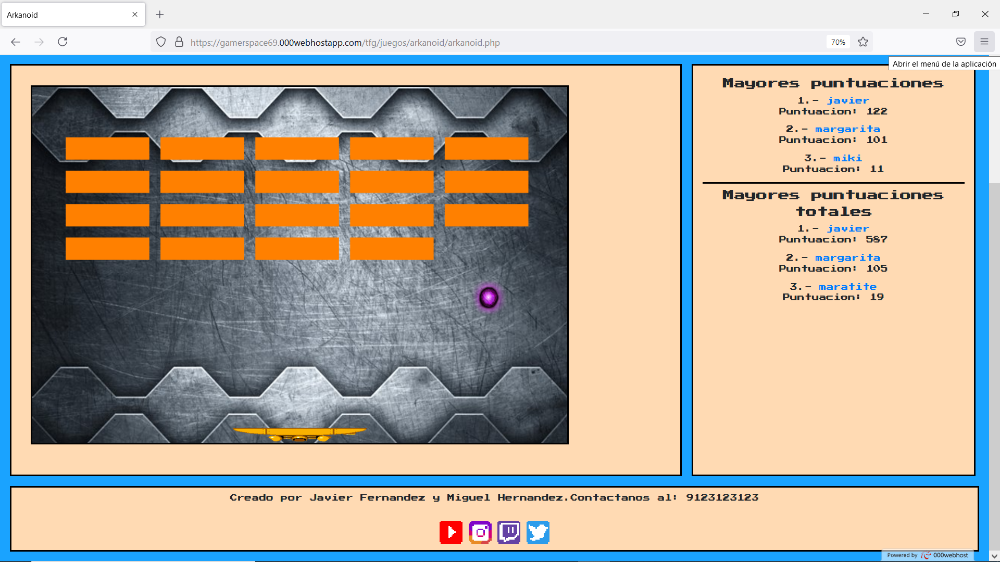 Arkanoid
https://gamerspace69.000webhostapp.com/tfg/juegos/arkanoid/arkanoid.php
70%
Abrir el menú de la aplicación
Mayores puntuaciones
1.- javier
Puntuacion: 122
2.- margarita
Puntuacion: 101
3.- miki
Puntuacion: 11
Mayores puntuaciones
totales
1.- javier
Puntuacion: 587
2.- margarita
Puntuacion: 105
3.- maratite
Puntuacion: 19
Creado por Javier Fernandez y Miguel Hernandez.Contactanos al: 9123123123
Powered by 000webhost